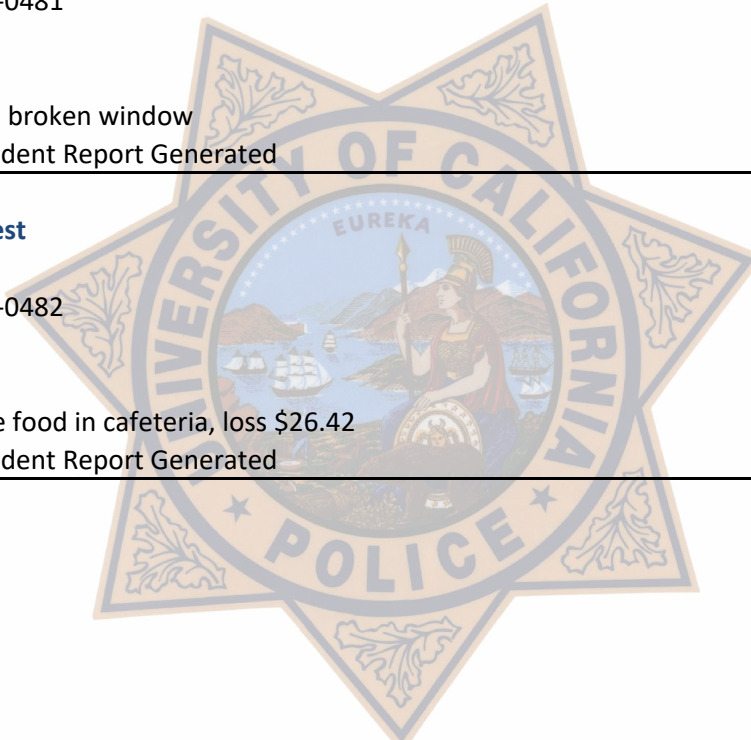 -0481
broken window
dent Report Generated
est
-0482
e food in cafeteria, loss $26.42
dent Report Generated
UNIVERSITY OF CALIFORNIA
EUREKA
POLICE